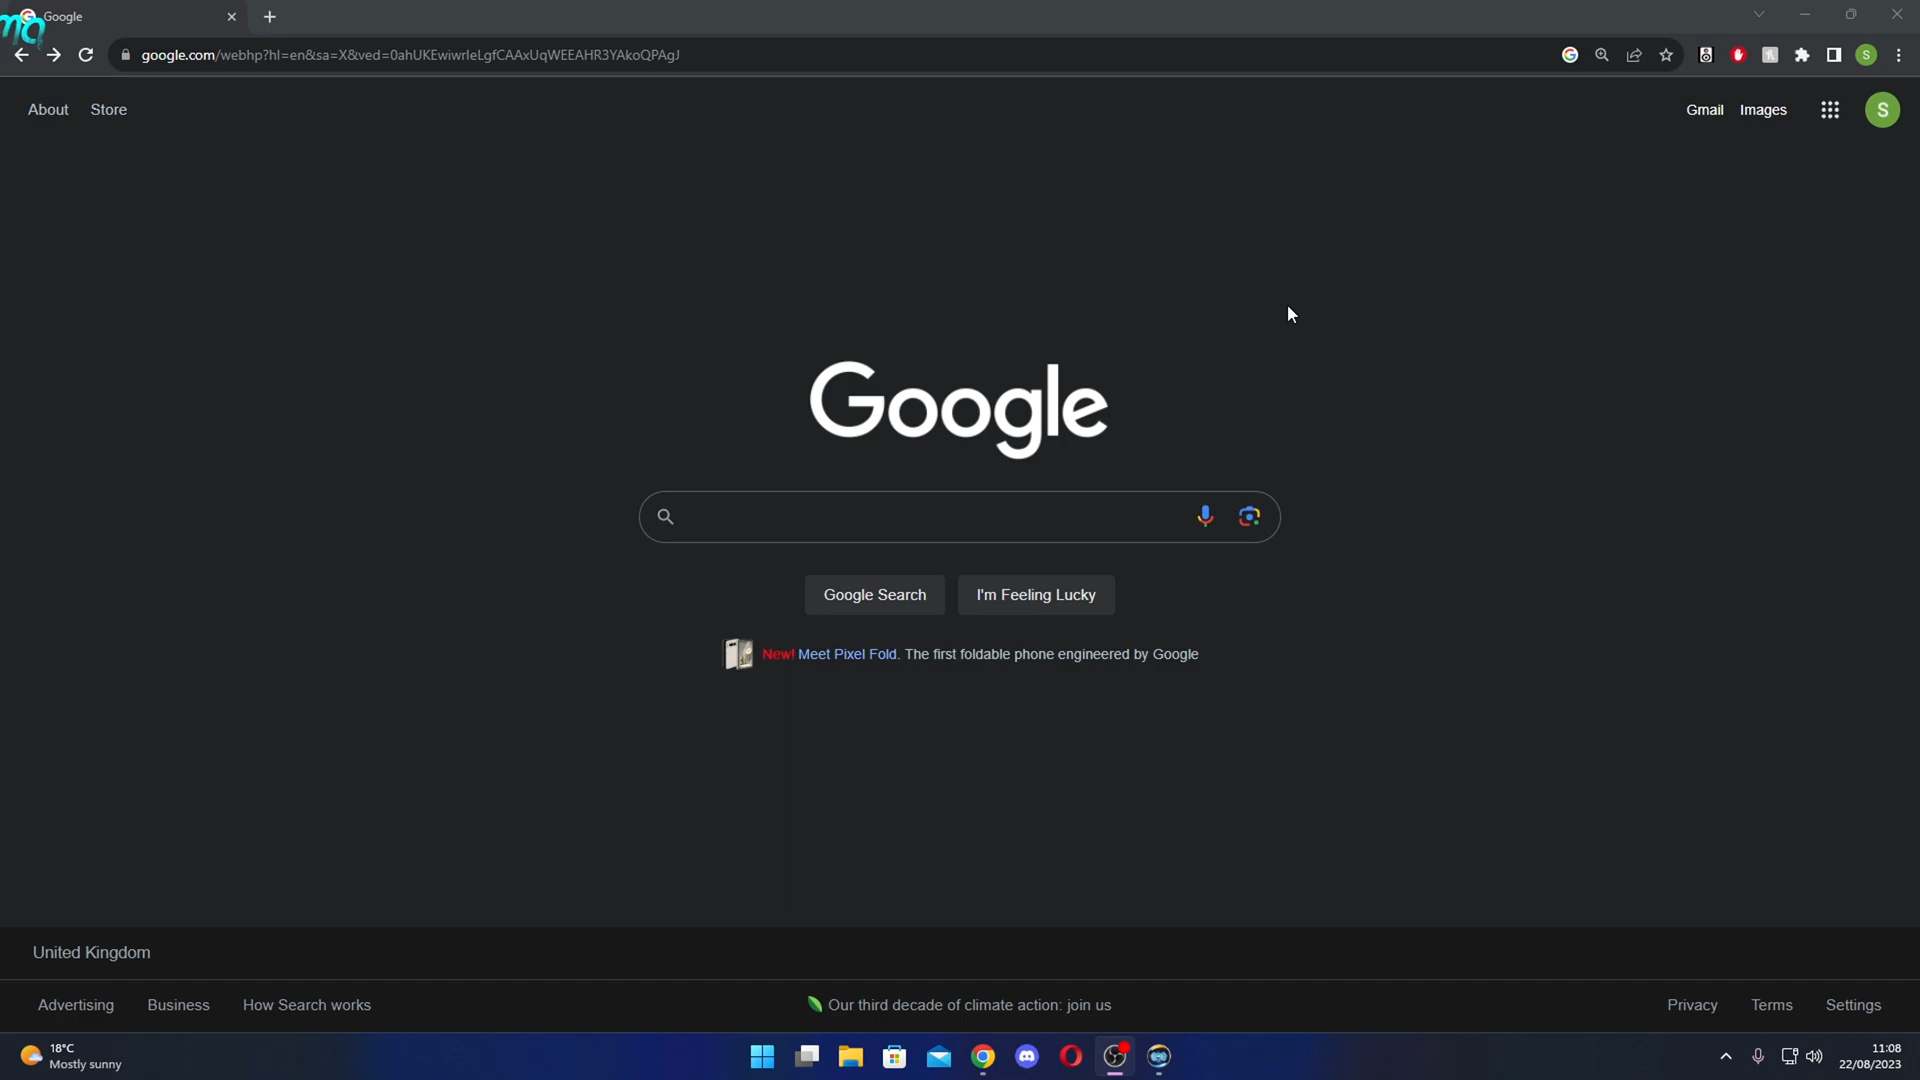 Google
google.com/webhp?hl=en&sa=X&ved=0ahUKEwiwrIeLgfCAAxUqWEEAHR3YAkoQPAgJ
S
About Store
Gmail Images
S
Google
Google Search I'm Feeling Lucky
New! Meet Pixel Fold. The first foldable phone engineered by Google
United Kingdom
Advertising Business How Search works
Our third decade of climate action: join us
Privacy Terms Settings
18°C
Mostly sunny
11:08
22/08/2023